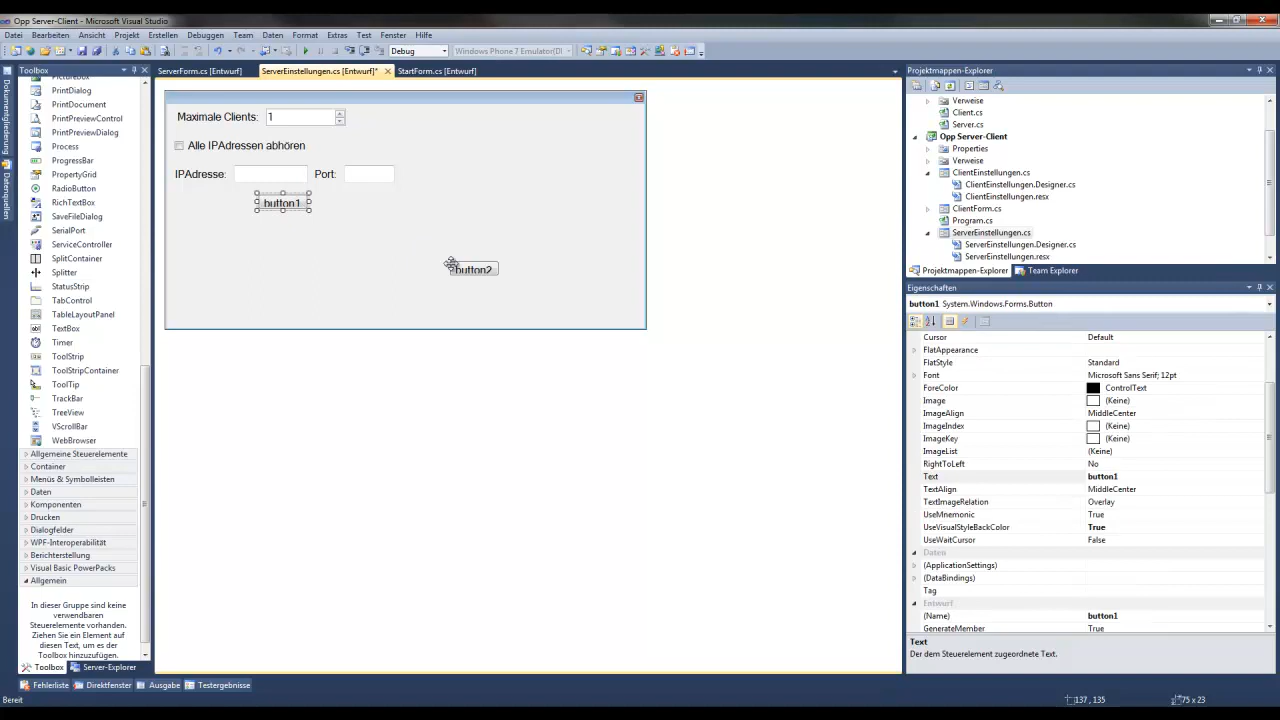 Opp Server-Client - Microsoft Visual Studio
Datei Bearbeiten Ansicht Projekt Erstellen Debuggen Team Daten Format Extras Test Fenster Hilfe
Debug Windows Phone 7 Emulator(DE
Toolbox
ServerForm.cs [Entwurf] ServerEinstellungen.cs [Entwurf]* StartForm.cs [Entwurf]
Dokumentgliederung
Datenquellen
PictureBox
PrintDialog
PrintDocument
PrintPreviewControl
PrintPreviewDialog
Process
ProgressBar
PropertyGrid
RadioButton
RichTextBox
SaveFileDialog
SerialPort
ServiceController
SplitContainer
Splitter
StatusStrip
TabControl
TableLayoutPanel
TextBox
Timer
ToolStrip
ToolStripContainer
ToolTip
TrackBar
TreeView
VScrollBar
WebBrowser
Allgemeine Steuerelemente
Container
Menüs & Symbolleisten
Daten
Komponenten
Drucken
Dialogfelder
WPF-Interoperabilität
Berichterstellung
Visual Basic PowerPacks
Allgemein
In dieser Gruppe sind keine
verwendbaren
Steuerelemente vorhanden.
Ziehen Sie ein Element auf
diesen Text, um es der
Toolbox hinzuzufügen.
Toolbox Server-Explorer
Maximale Clients: 1
Alle IPAdressen abhören
IPAdresse: Port:
button1
button2
Projektmappen-Explorer
Verweise
Client.cs
Server.cs
Opp Server-Client
Properties
Verweise
ClientEinstellungen.cs
ClientEinstellungen.Designer.cs
ClientEinstellungen.resx
ClientForm.cs
Program.cs
ServerEinstellungen.cs
ServerEinstellungen.Designer.cs
ServerEinstellungen.resx
Projektmappen-Explorer Team Explorer
Eigenschaften
button1 System.Windows.Forms.Button
Cursor Default
FlatAppearance
FlatStyle Standard
Font Microsoft Sans Serif; 12pt
ForeColor ControlText
Image (Keine)
ImageAlign MiddleCenter
ImageIndex (Keine)
ImageKey (Keine)
ImageList (Keine)
RightToLeft No
Text button1
TextAlign MiddleCenter
TextImageRelation Overlay
UseMnemonic True
UseVisualStyleBackColor True
UseWaitCursor False
Daten
(ApplicationSettings)
(DataBindings)
Tag
Entwurf
(Name) button1
GenerateMember True
Text
Der dem Steuerelement zugeordnete Text.
Fehlerliste Direktfenster Ausgabe Testergebnisse
Bereit 137 , 135 75 x 23